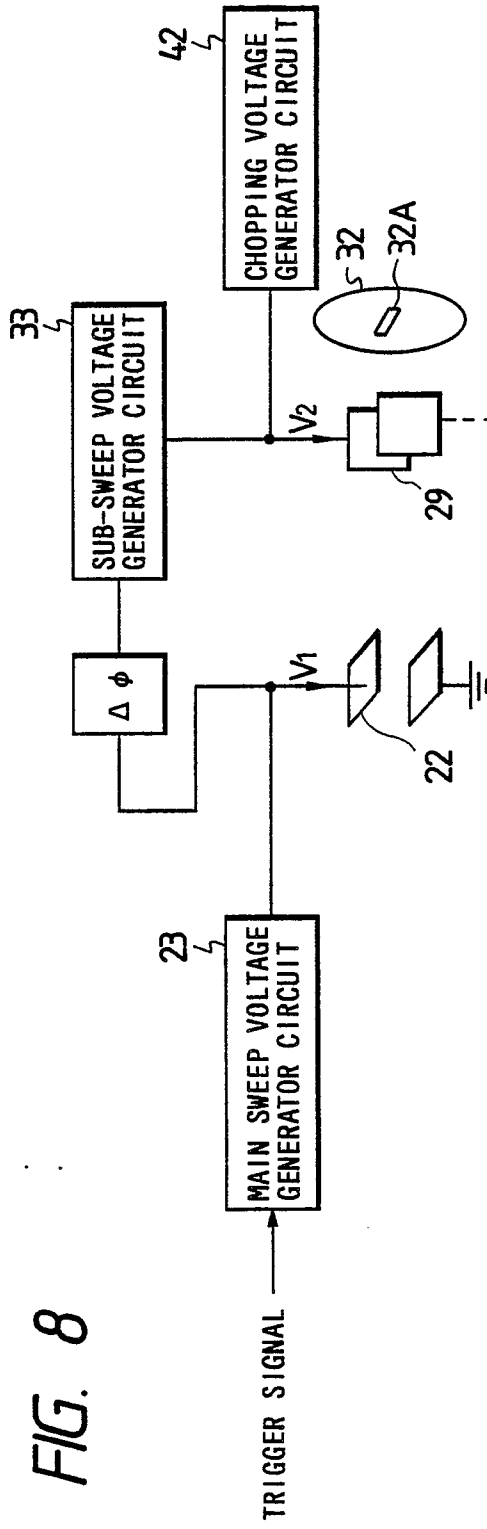 FIG. 8
TRIGGER SIGNAL
23
MAIN SWEEP VOLTAGE
GENERATOR CIRCUIT
Δ φ
33
SUB-SWEEP VOLTAGE
GENERATOR CIRCUIT
42
CHOPPING VOLTAGE
GENERATOR CIRCUIT
V1
22
V2
29
32
32A